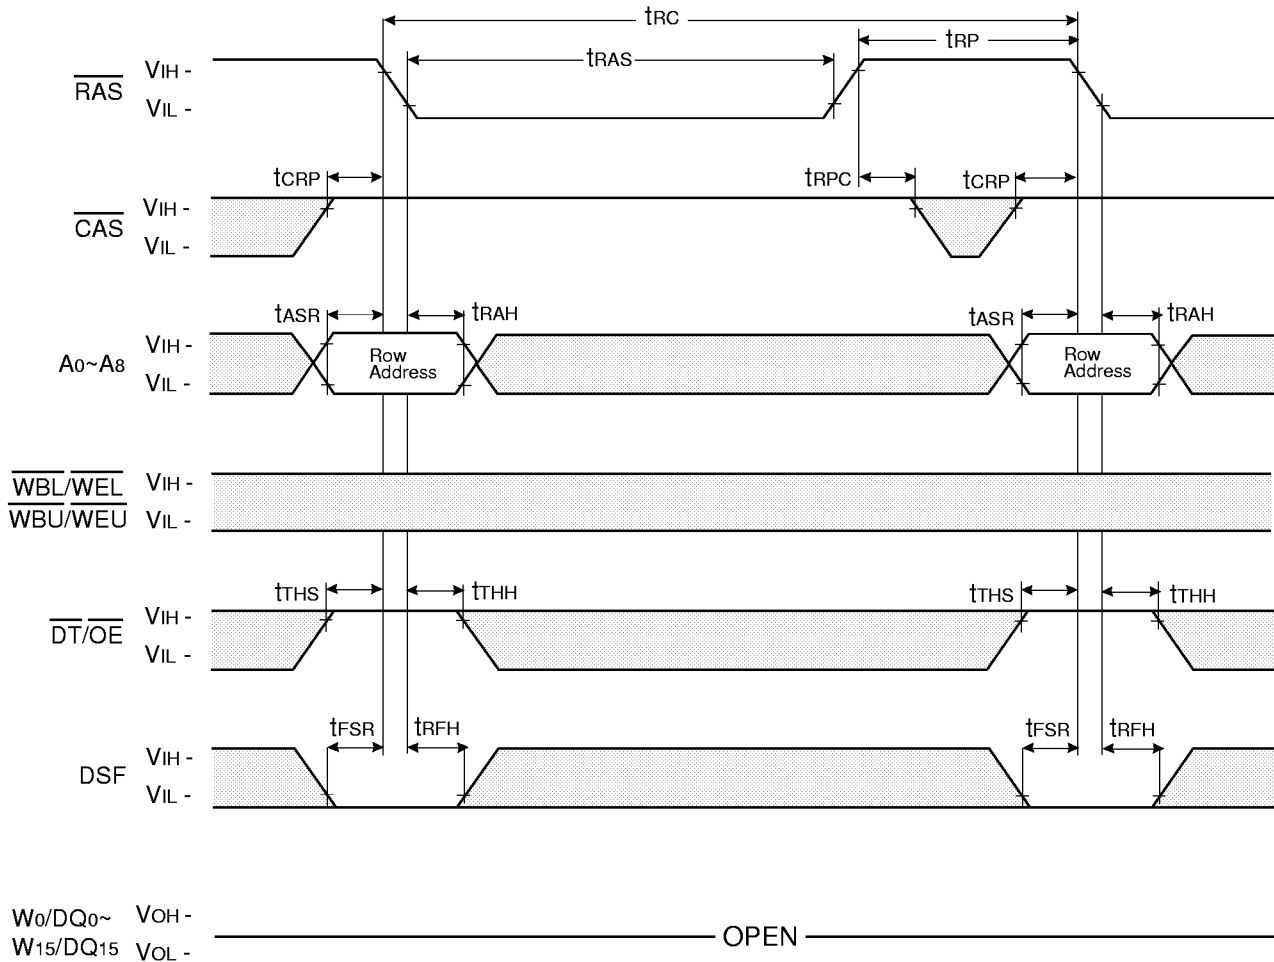 tRC
tRP
tRAS
RAS VIH -
VIL -
tCRP tRPC tCRP
CAS VIH -
VIL -
tASR tRAH tASR tRAH
A0~A8 VIH -
VIL -
Row
Address
Row
Address
WBL/WEL VIH -
WBU/WEU VIL -
tTHS tTHH tTHS tTHH
DT/OE VIH -
VIL -
tFSR tRFH tFSR tRFH
DSF VIH -
VIL -
W0/DQ0~ VOH -
W15/DQ15 VOL -
OPEN